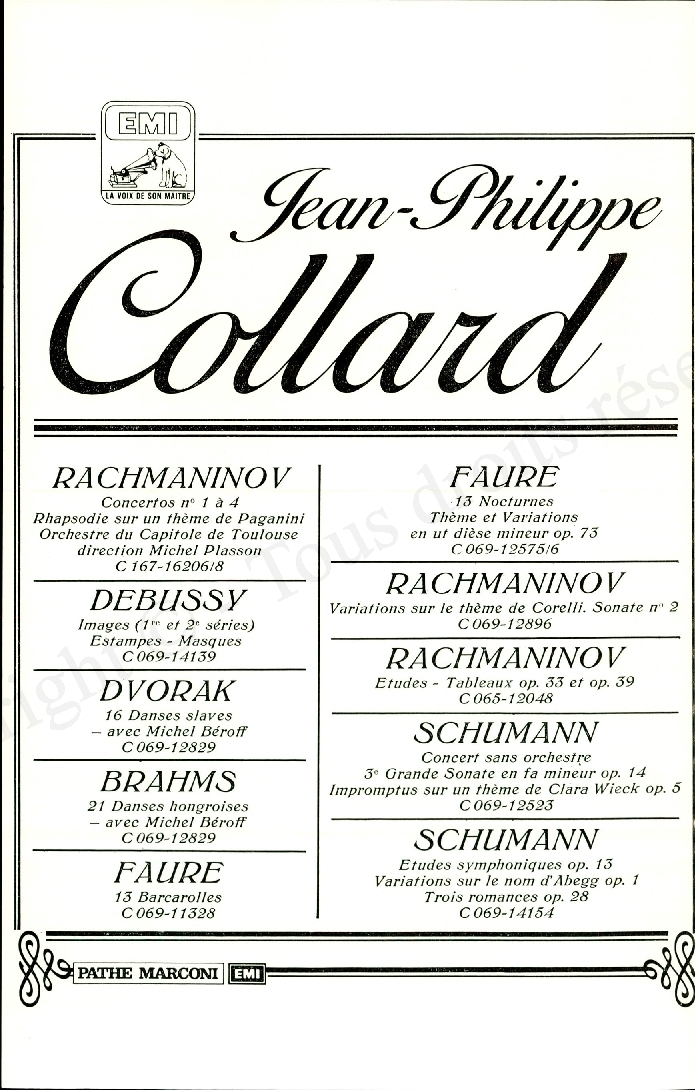 EMI
LA VOIX DE SON MAITRE
Jean-Philippe
Collard
RACHMANINOV
Concertos n° 1 à 4
Rhapsodie sur un thème de Paganini
Orchestre du Capitole de Toulouse
direction Michel Plasson
C 167-16206/8
DEBUSSY
Images (1re et 2e séries)
Estampes - Masques
C 069-14139
DVORAK
16 Danses slaves
– avec Michel Béroff
C 069-12829
BRAHMS
21 Danses hongroises
– avec Michel Béroff
C 069-12829
FAURE
13 Barcarolles
C 069-11328
FAURE
13 Nocturnes
Thème et Variations
en ut dièse mineur op. 73
C 069-12575/6
RACHMANINOV
Variations sur le thème de Corelli. Sonate n° 2
C 069-12896
RACHMANINOV
Etudes - Tableaux op. 33 et op. 39
C 065-12048
SCHUMANN
Concert sans orchestre
3e Grande Sonate en fa mineur op. 14
Impromptus sur un thème de Clara Wieck op. 5
C 069-12523
SCHUMANN
Etudes symphoniques op. 13
Variations sur le nom d'Abegg op. 1
Trois romances op. 28
C 069-14154
PATHE MARCONI EMI
Tous droits rése